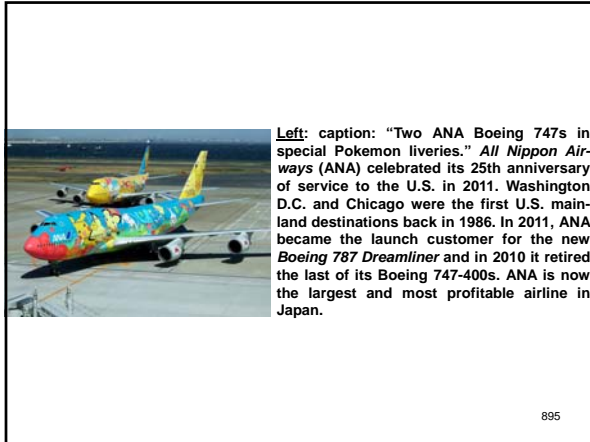 Left: caption: “Two ANA Boeing 747s in
special Pokemon liveries.” All Nippon Air-
ways (ANA) celebrated its 25th anniversary
of service to the U.S. in 2011. Washington
D.C. and Chicago were the first U.S. main-
land destinations back in 1986. In 2011, ANA
became the launch customer for the new
Boeing 787 Dreamliner and in 2010 it retired
the last of its Boeing 747-400s. ANA is now
the largest and most profitable airline in
Japan.
ANA
895